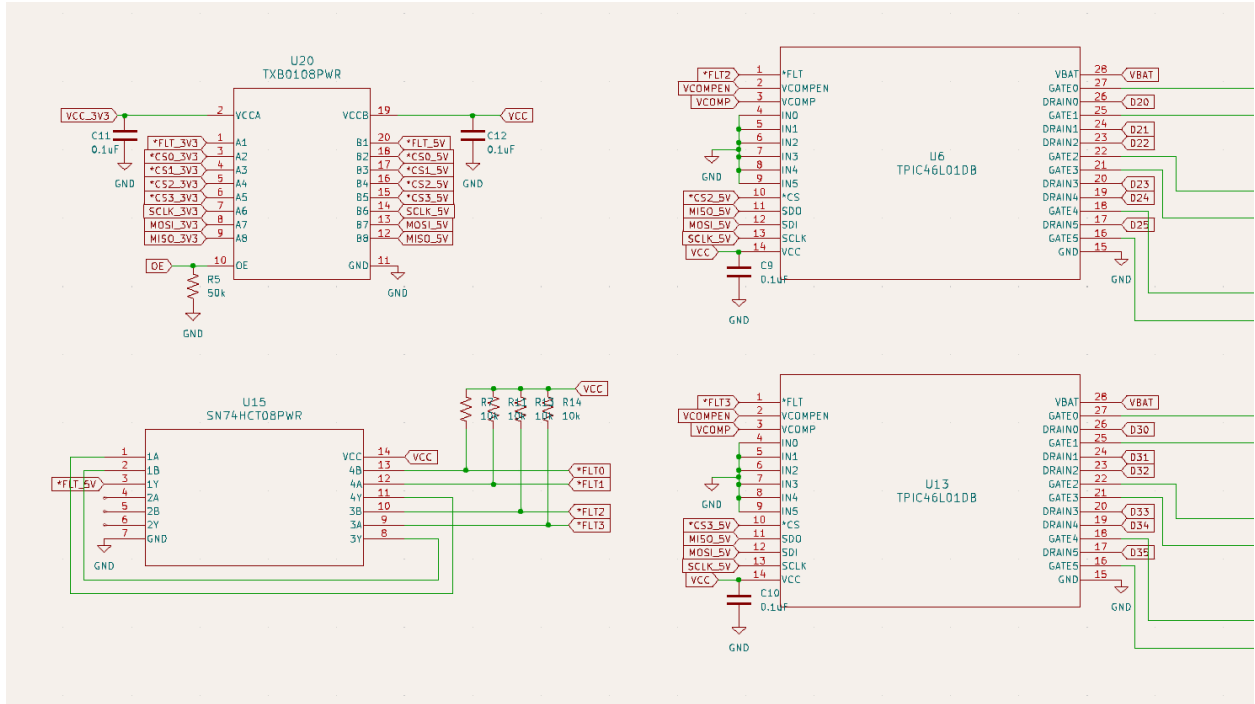 U20
TXB0108PWR
VCC_3V3 2 VCCA VCCB 19 VCC
C11 0.1uF GND
C12 0.1uF GND
*FLT_3V3 1 A1 B1 20 *FLT_5V
*CS0_3V3 3 A2 B2 18 *CS0_5V
*CS1_3V3 4 A3 B3 17 *CS1_5V
*CS2_3V3 5 A4 B4 16 *CS2_5V
*CS3_3V3 6 A5 B5 15 *CS3_5V
SCLK_3V3 7 A6 B6 14 SCLK_5V
MOSI_3V3 8 A7 B7 13 MOSI_5V
MISO_3V3 9 A8 B8 12 MISO_5V
OE 10 OE GND 11
R5
50k
GND
GND
U15
SN74HCT08PWR
VCC
R14
10k 10k 10k 10k
1 1A VCC 14 VCC
2 1B 4B 13 *FLT0
*FLT_5V 3 1Y 4A 12 *FLT1
4 2A 4Y 11
5 2B 3B 10 *FLT2
6 2Y 3A 9 *FLT3
7 GND 3Y 8
GND
U6
TPIC46L01DB
*FLT2 1 *FLT VBAT 28 VBAT
VCOMPEN 2 VCOMPEN GATE0 27
VCOMP 3 VCOMP DRAIN0 26 D20
4 IN0 GATE1 25
5 IN1 DRAIN1 24 D21
6 IN2 DRAIN2 23 D22
7 IN3 GATE2 22
8 IN4 GATE3 21
9 IN5 DRAIN3 20 D23
GND
*CS2_5V 10 *CS DRAIN4 19 D24
MISO_5V 11 SDO GATE4 18
MOSI_5V 12 SDI DRAIN5 17 D25
SCLK_5V 13 SCLK GATE5 16
VCC 14 VCC GND 15
C9
0.1uF
GND
GND
U13
TPIC46L01DB
*FLT3 1 *FLT VBAT 28 VBAT
VCOMPEN 2 VCOMPEN GATE0 27
VCOMP 3 VCOMP DRAIN0 26 D30
4 IN0 GATE1 25
5 IN1 DRAIN1 24 D31
6 IN2 DRAIN2 23 D32
7 IN3 GATE2 22
8 IN4 GATE3 21
9 IN5 DRAIN3 20 D33
GND
*CS3_5V 10 *CS DRAIN4 19 D34
MISO_5V 11 SDO GATE4 18
MOSI_5V 12 SDI DRAIN5 17 D35
SCLK_5V 13 SCLK GATE5 16
VCC 14 VCC GND 15
C10
0.1uF
GND
GND